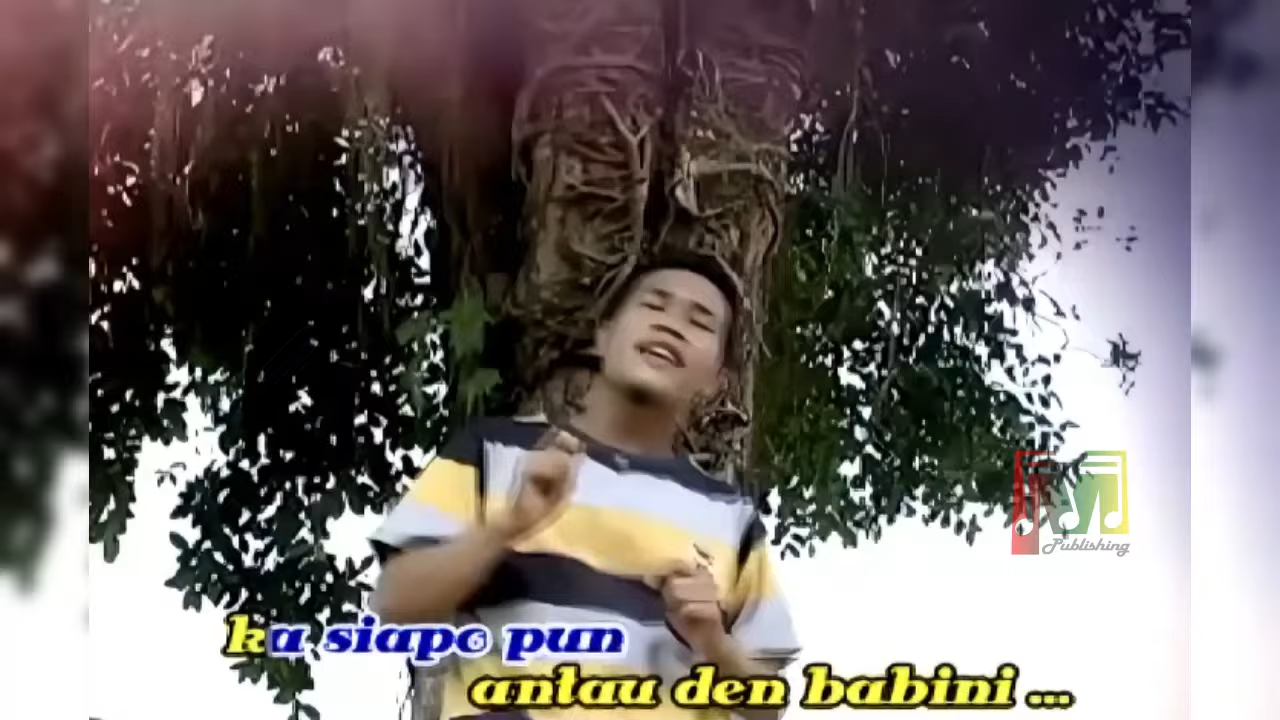 Publishing
ka siapo pun
antau den babini ...